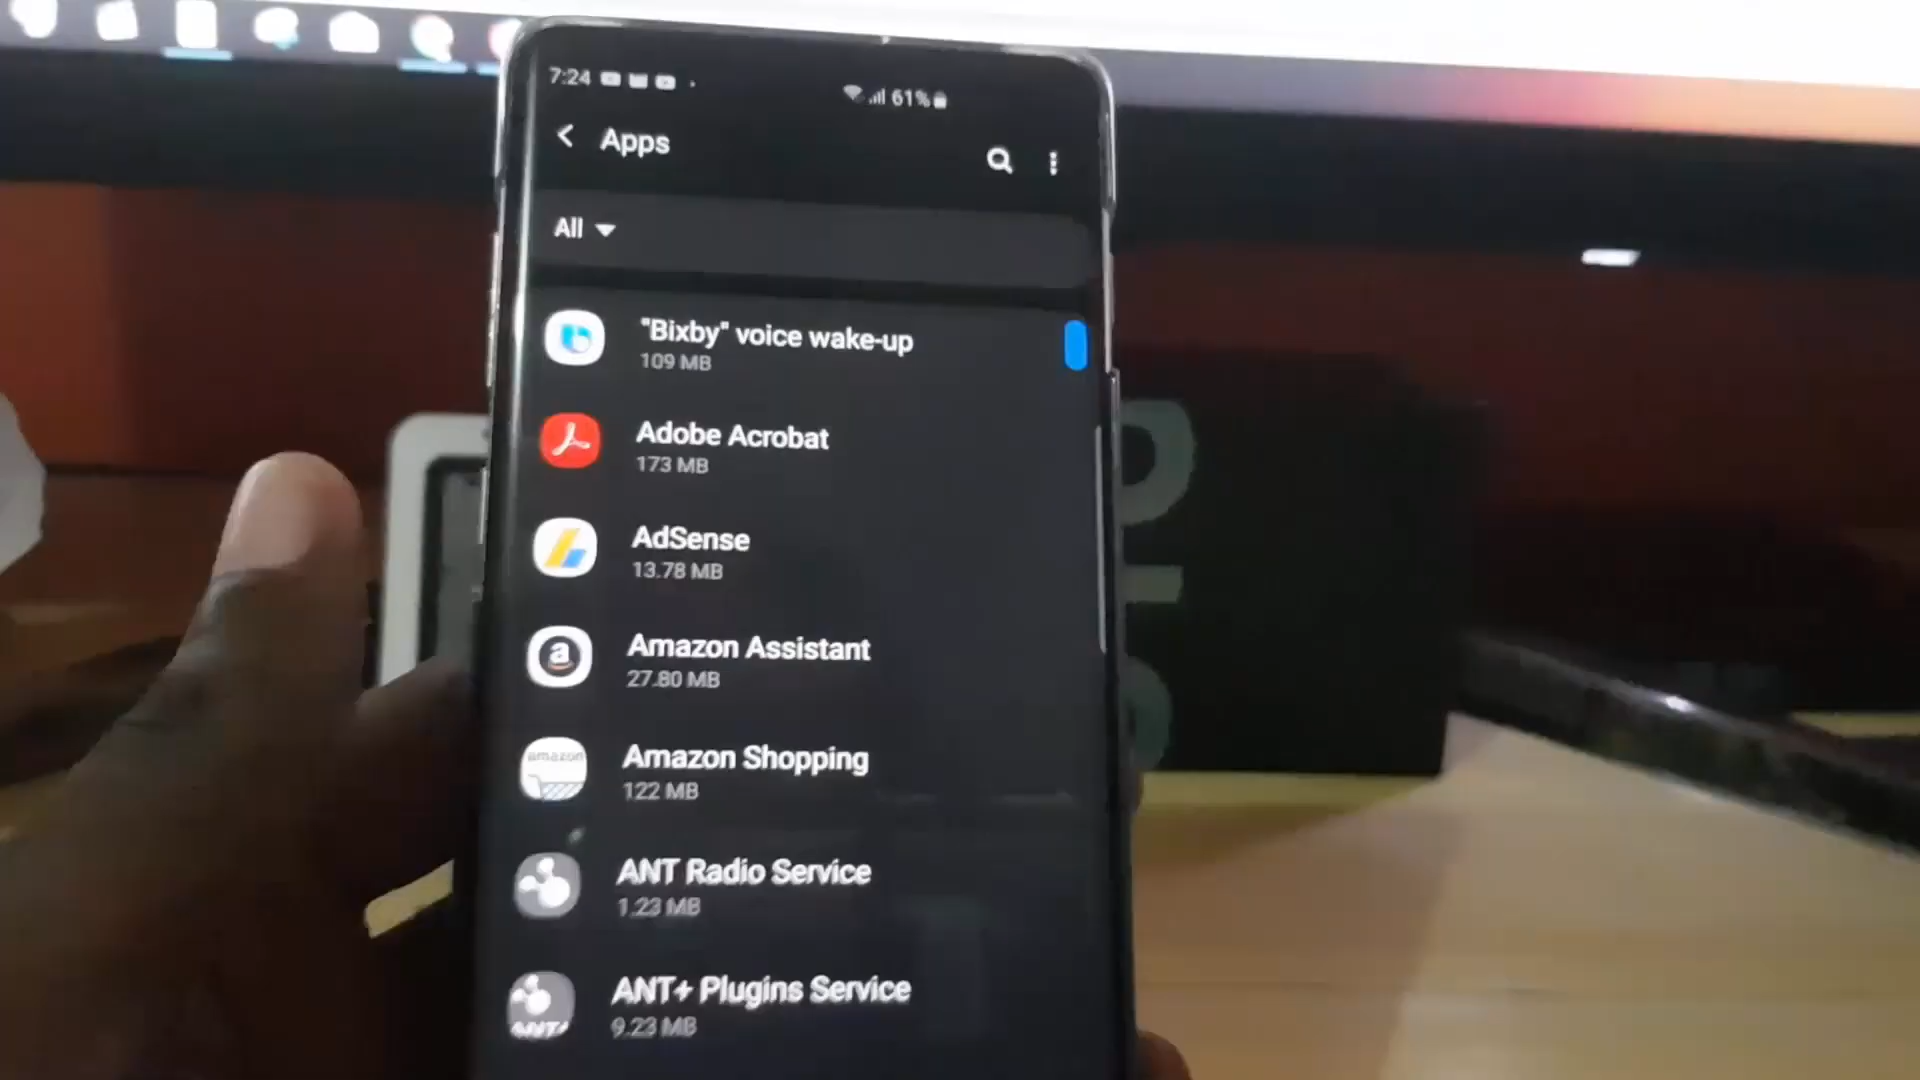 7:24
61%
Apps
All
"Bixby" voice wake-up
109 MB
Adobe Acrobat
173 MB
AdSense
13.78 MB
Amazon Assistant
27.80 MB
amazon
Amazon Shopping
122 MB
ANT Radio Service
1.23 MB
ANT+ Plugins Service
9.23 MB